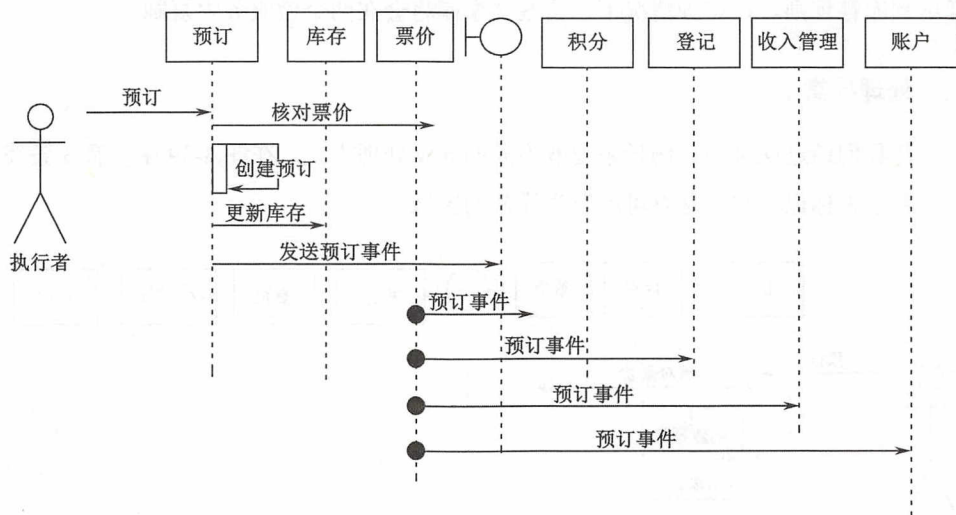 预订
库存
票价
积分
登记
收入管理
账户
预订
核对票价
创建预订
更新库存
执行者
发送预订事件
预订事件
预订事件
预订事件
预订事件